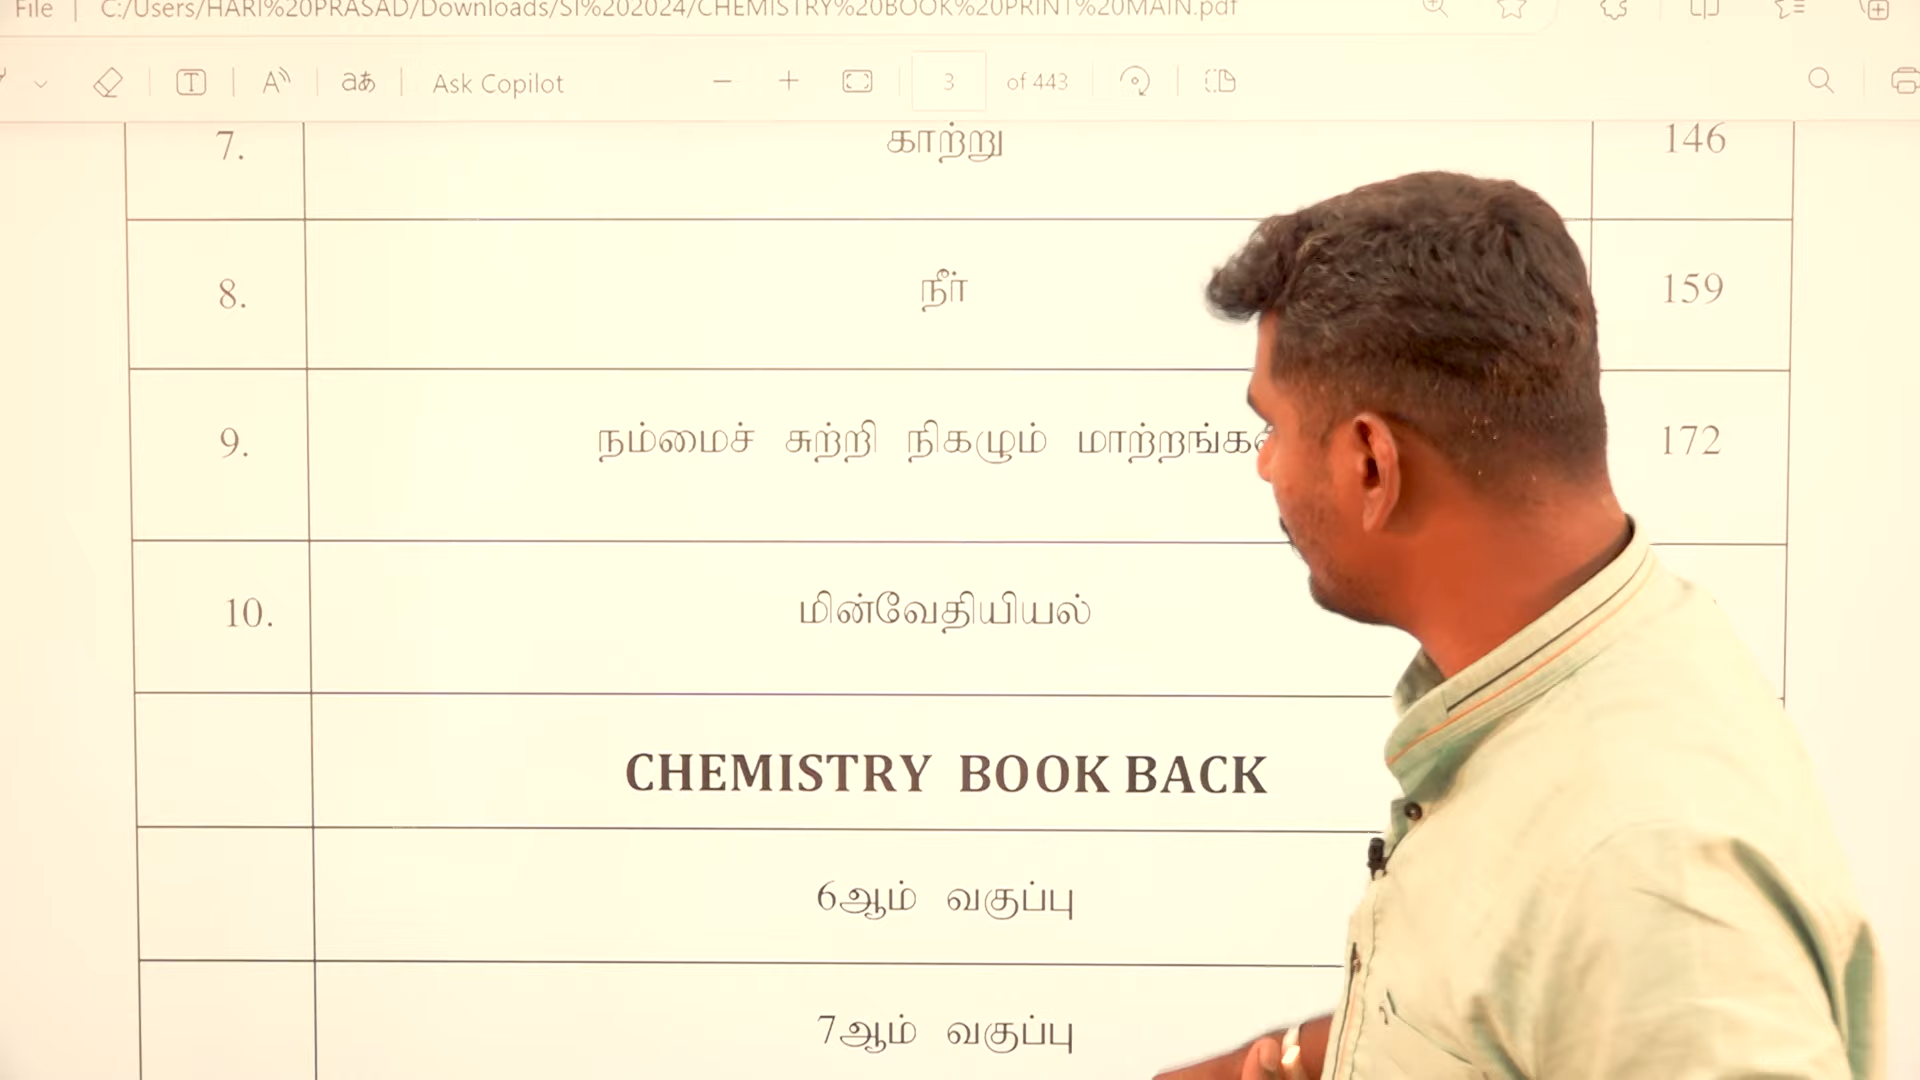 File | C:/Users/HARI%20PRASAD/Downloads/SI%202024/CHEMISTRY%20BOOK%20PRINT%20MAIN.pdf
Ask Copilot 3 of 443
7. காற்று 146
8. நீர் 159
9. நம்மைச் சுற்றி நிகழும் 172
10. மின்வேதியியல்
CHEMISTRY BOOK BACK
6ஆம் வகுப்பு
7ஆம் வகுப்பு